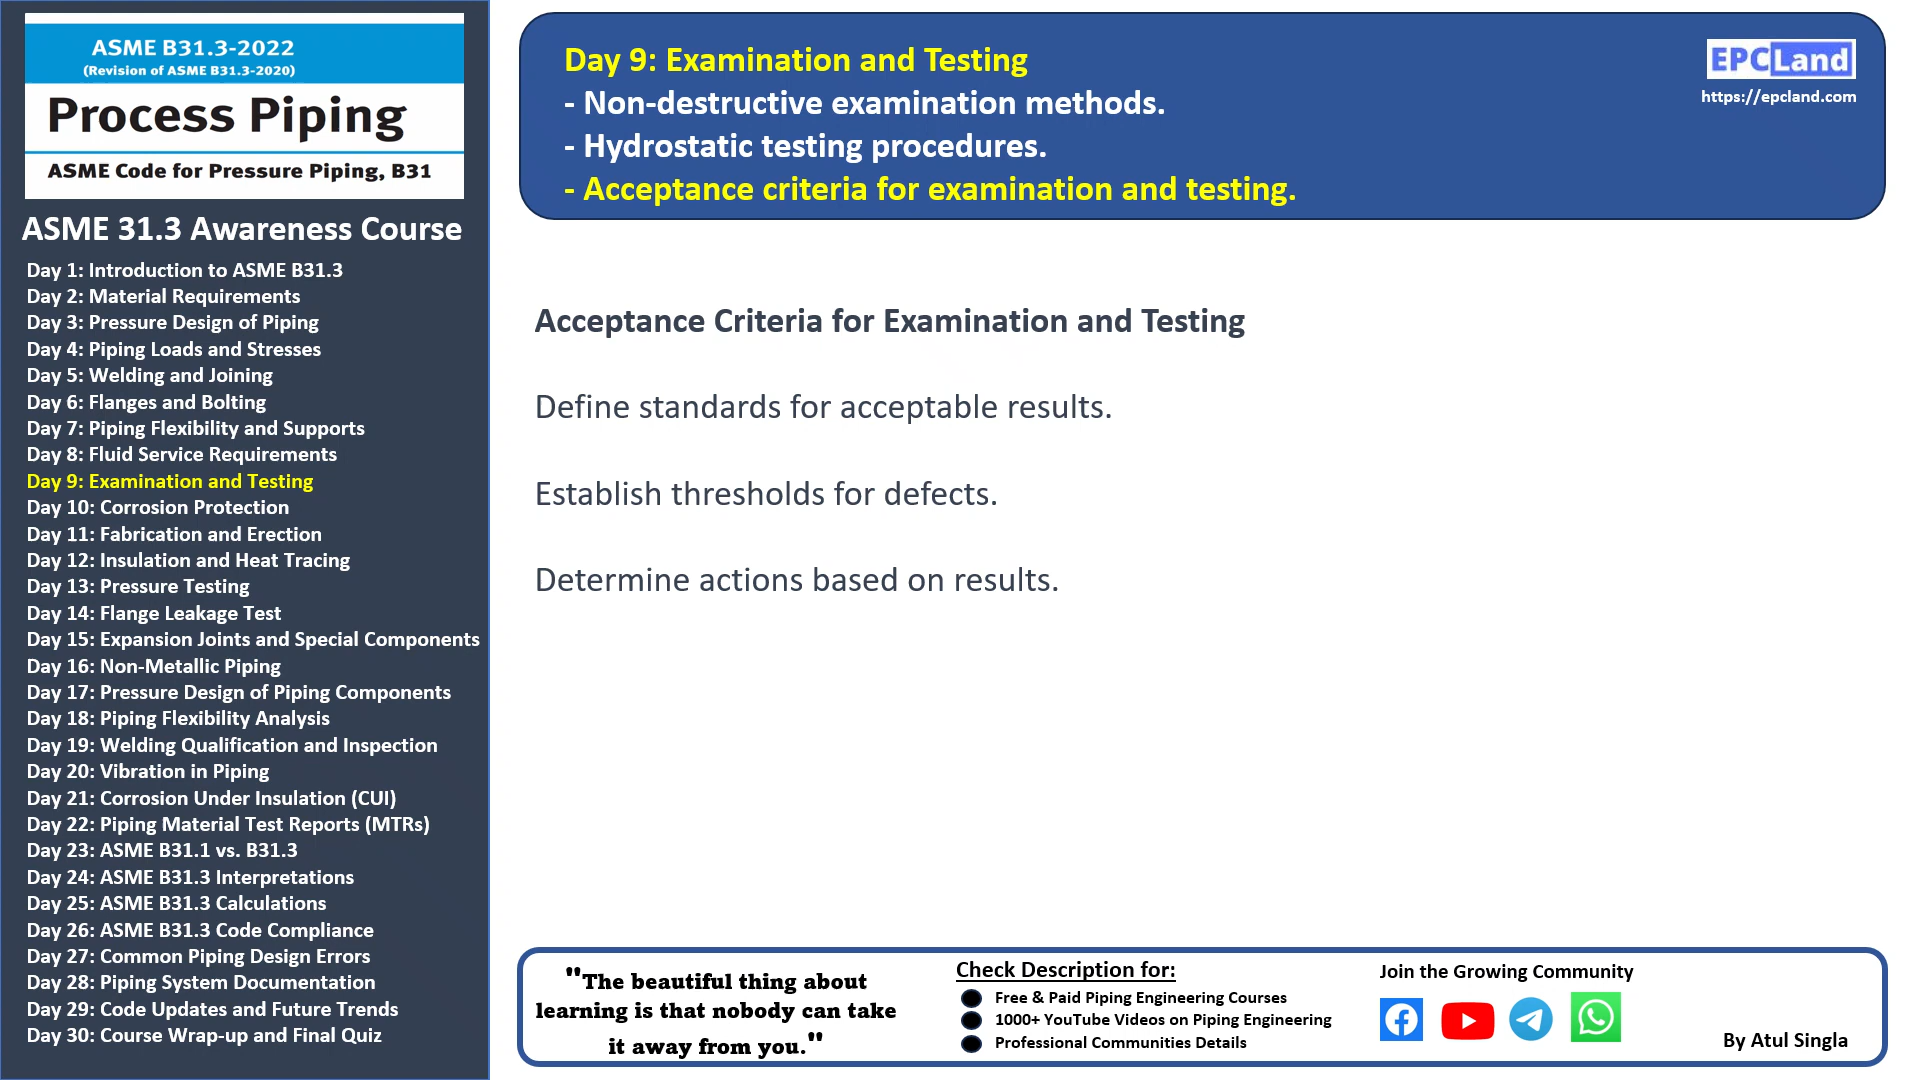 ASME B31.3-2022
(Revision of ASME B31.3-2020)
Process Piping
ASME Code for Pressure Piping, B31
ASME 31.3 Awareness Course
Day 1: Introduction to ASME B31.3
Day 2: Material Requirements
Day 3: Pressure Design of Piping
Day 4: Piping Loads and Stresses
Day 5: Welding and Joining
Day 6: Flanges and Bolting
Day 7: Piping Flexibility and Supports
Day 8: Fluid Service Requirements
Day 9: Examination and Testing
Day 10: Corrosion Protection
Day 11: Fabrication and Erection
Day 12: Insulation and Heat Tracing
Day 13: Pressure Testing
Day 14: Flange Leakage Test
Day 15: Expansion Joints and Special Components
Day 16: Non-Metallic Piping
Day 17: Pressure Design of Piping Components
Day 18: Piping Flexibility Analysis
Day 19: Welding Qualification and Inspection
Day 20: Vibration in Piping
Day 21: Corrosion Under Insulation (CUI)
Day 22: Piping Material Test Reports (MTRs)
Day 23: ASME B31.1 vs. B31.3
Day 24: ASME B31.3 Interpretations
Day 25: ASME B31.3 Calculations
Day 26: ASME B31.3 Code Compliance
Day 27: Common Piping Design Errors
Day 28: Piping System Documentation
Day 29: Code Updates and Future Trends
Day 30: Course Wrap-up and Final Quiz
Day 9: Examination and Testing
- Non-destructive examination methods.
- Hydrostatic testing procedures.
- Acceptance criteria for examination and testing.
EPCLand
https://epcland.com
Acceptance Criteria for Examination and Testing
Define standards for acceptable results.
Establish thresholds for defects.
Determine actions based on results.
"The beautiful thing about
learning is that nobody can take
it away from you."
Check Description for:
Free & Paid Piping Engineering Courses
1000+ YouTube Videos on Piping Engineering
Professional Communities Details
Join the Growing Community
By Atul Singla